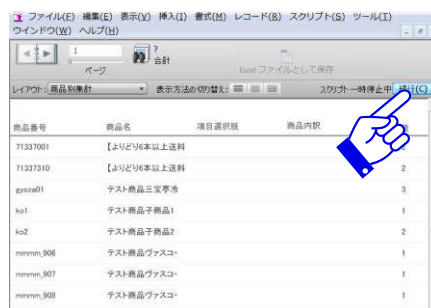 ファイル(F) 編集(E) 表示(V) 挿入(I) 書式(M) レコード(R) スクリプト(S) ツール(T)
ウインドウ(W) ヘルプ(H)
1
ページ
?
合計
Excel ファイルとして保存
レイアウト: 商品別集計 表示方法の切り替え: スクリプト一時停止中 続行(C)
商品番号 商品名 項目選択肢 商品内訳
71337001 【よりどり6本以上送料
71337310 【よりどり6本以上送料 2
gyoza01 テスト商品三宝亭冷 3
ko1 テスト商品子商品1 1
ko2 テスト商品子商品2 2
mmmm_906 テスト商品ヴァスコ・ 1
mmmm_907 テスト商品ヴァスコ・ 1
mmmm_908 テスト商品ヴァスコ・ 1